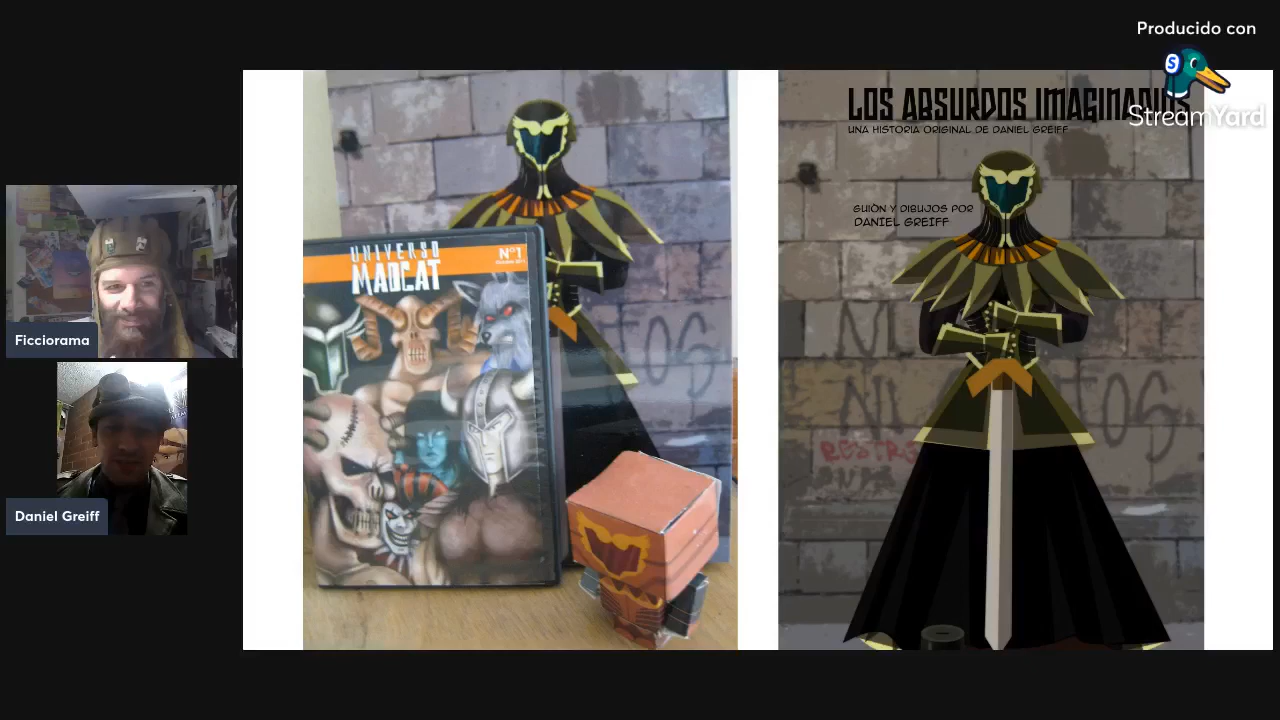 Producido con
S
StreamYard
LOS ABSURDOS IMAGINARIOS
UNA HISTORIA ORIGINAL DE DANIEL GREIFF
GUIÒN Y DIBUJOS POR
DANIEL GREIFF
UNIVERSO
MADCAT
Nº1
Ficciorama
Daniel Greiff